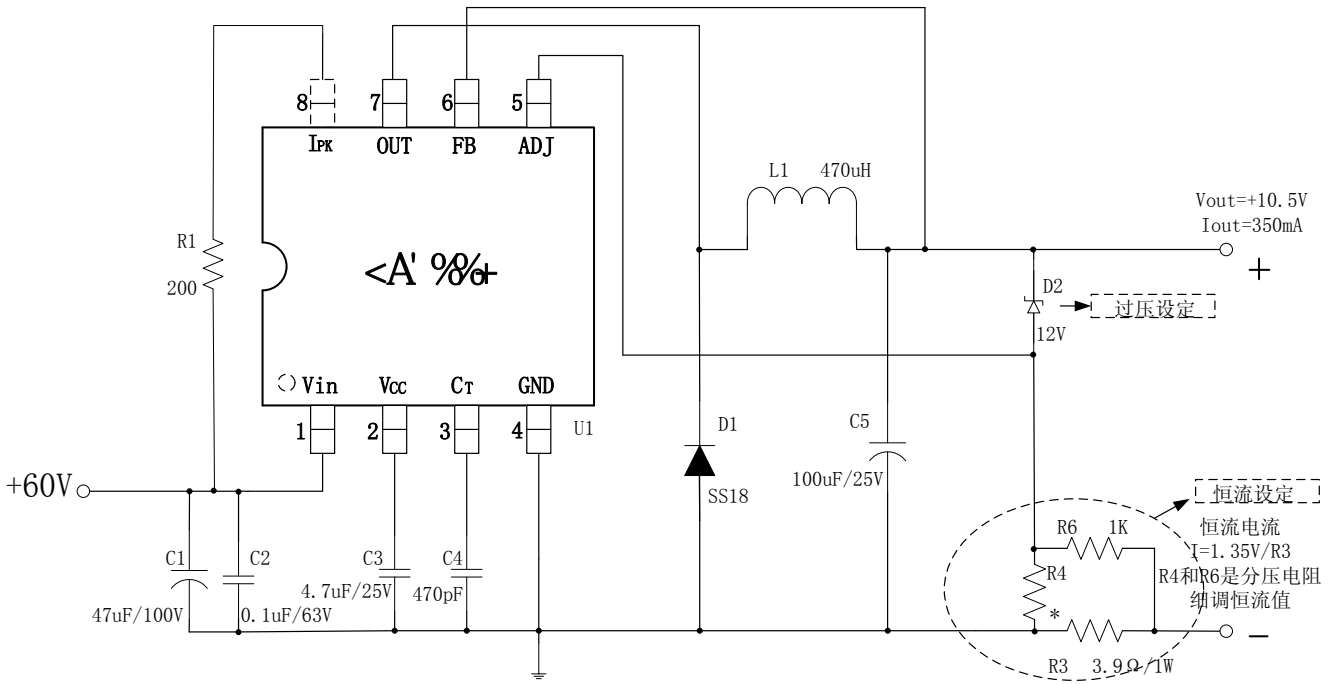 8
7
6
5
IPK
OUT
FB
ADJ
L1
470uH
Vout=+10.5V
Iout=350mA
+
R1
200
<A' %%+
D2
过压设定
12V
Vin
VCC
CT
GND
1
2
3
4
U1
D1
SS18
C5
100uF/25V
+60V
恒流设定
恒流电流
I=1.35V/R3
R4和R6是分压电阻
细调恒流值
R6
1K
R4
*
C1
47uF/100V
C2
0.1uF/63V
C3
4.7uF/25V
C4
470pF
R3
3.9Ω/1W
−